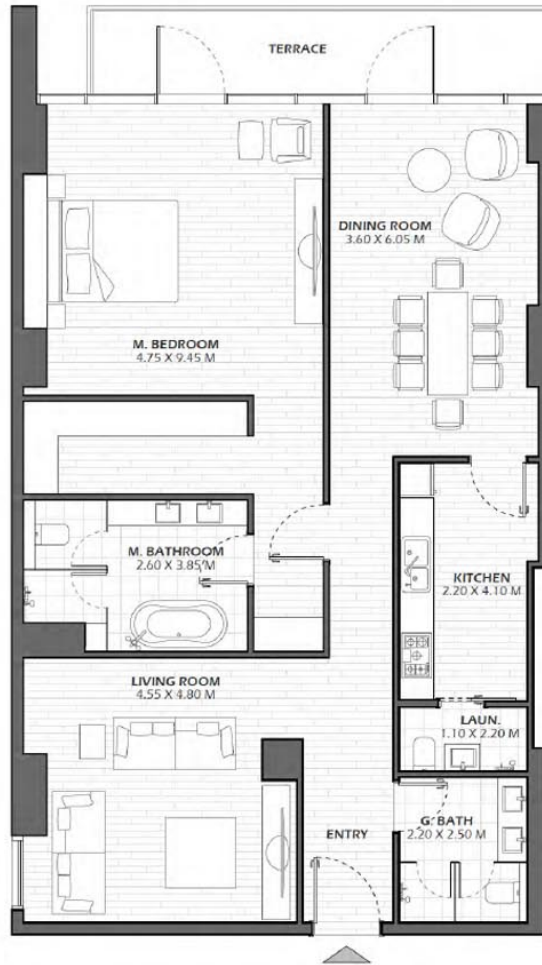 TERRACE
DINING ROOM
3.60 X 6.05 M
M. BEDROOM
4.75 X 9.45 M
M. BATHROOM
2.60 X 3.85 M
KITCHEN
2.20 X 4.10 M
LIVING ROOM
4.55 X 4.80 M
LAUN.
1.10 X 2.20 M
G. BATH
2.20 X 2.50 M
ENTRY